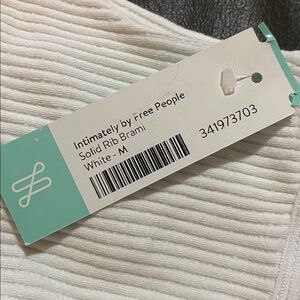 Intimately by Free People
Solid Rib Brami
White - M
341973703